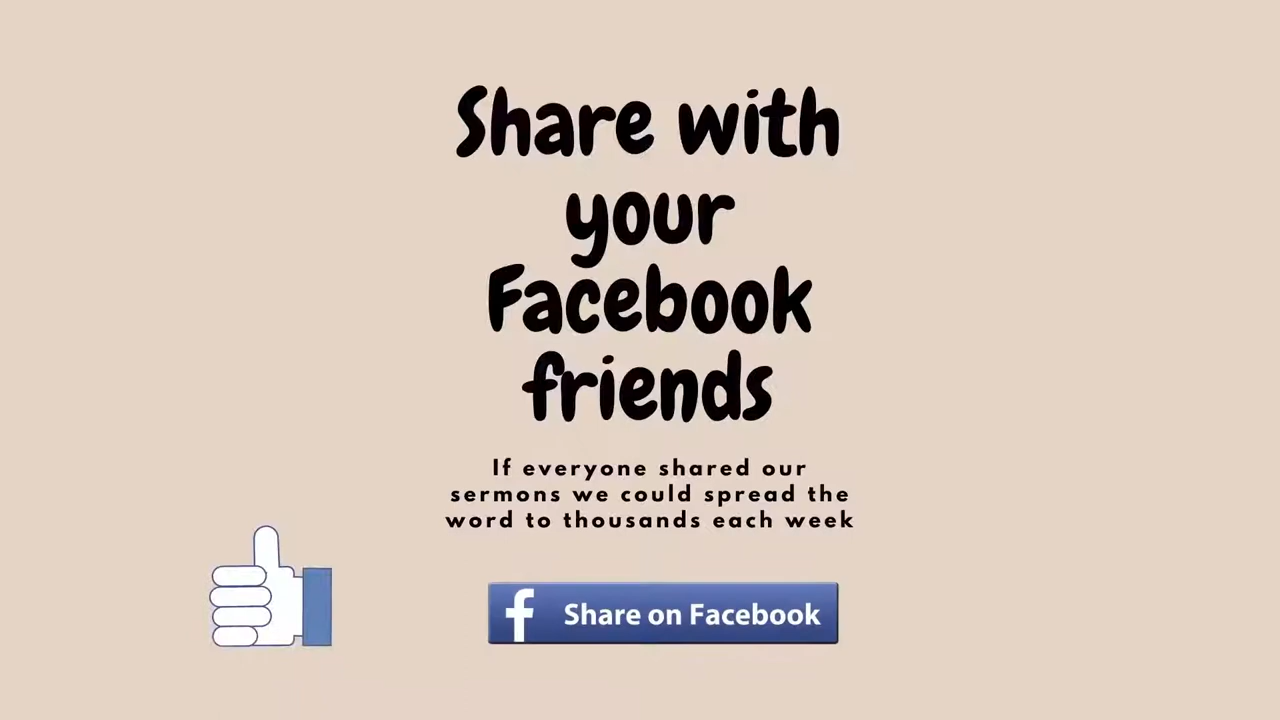 Share with
your
Facebook
friends
If everyone shared our
sermons we could spread the
word to thousands each week
f Share on Facebook